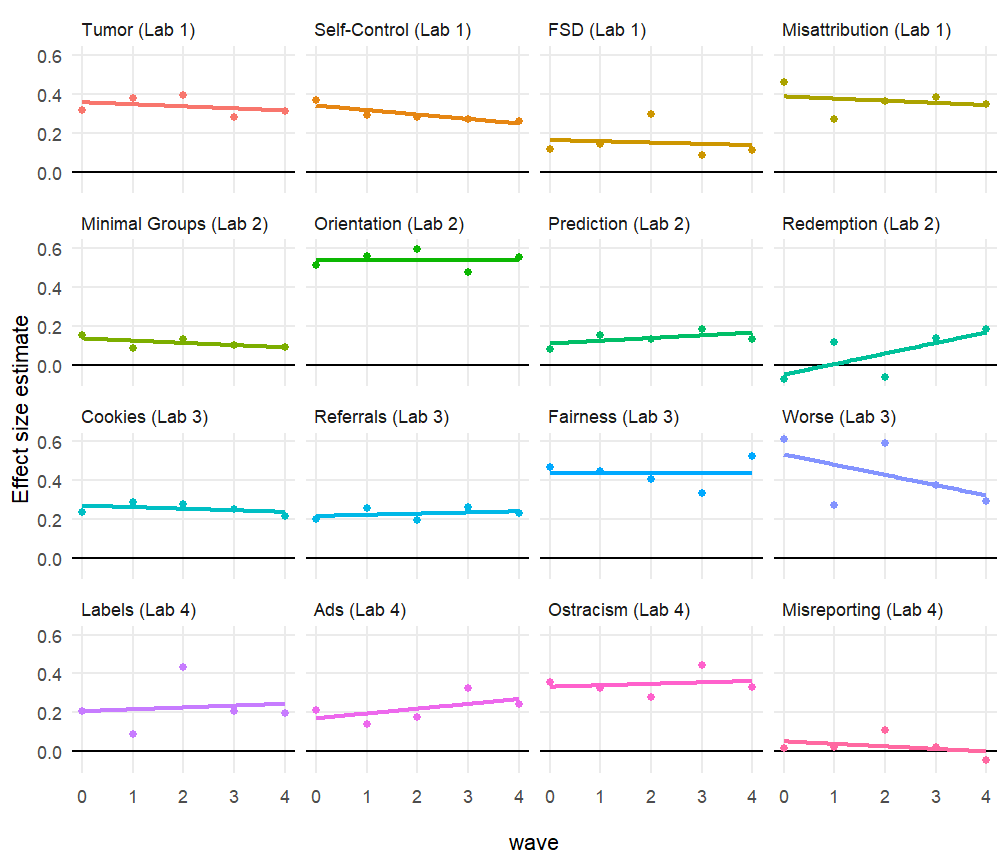 Tumor (Lab 1) Self-Control (Lab 1) FSD (Lab 1) Misattribution (Lab 1)
0.6
0.4
0.2
0.0
Minimal Groups (Lab 2) Orientation (Lab 2) Prediction (Lab 2) Redemption (Lab 2)
0.6
0.4
0.2
0.0
Effect size estimate
Cookies (Lab 3) Referrals (Lab 3) Fairness (Lab 3) Worse (Lab 3)
0.6
0.4
0.2
0.0
Labels (Lab 4) Ads (Lab 4) Ostracism (Lab 4) Misreporting (Lab 4)
0.6
0.4
0.2
0.0
0 1 2 3 4 0 1 2 3 4 0 1 2 3 4 0 1 2 3 4
wave